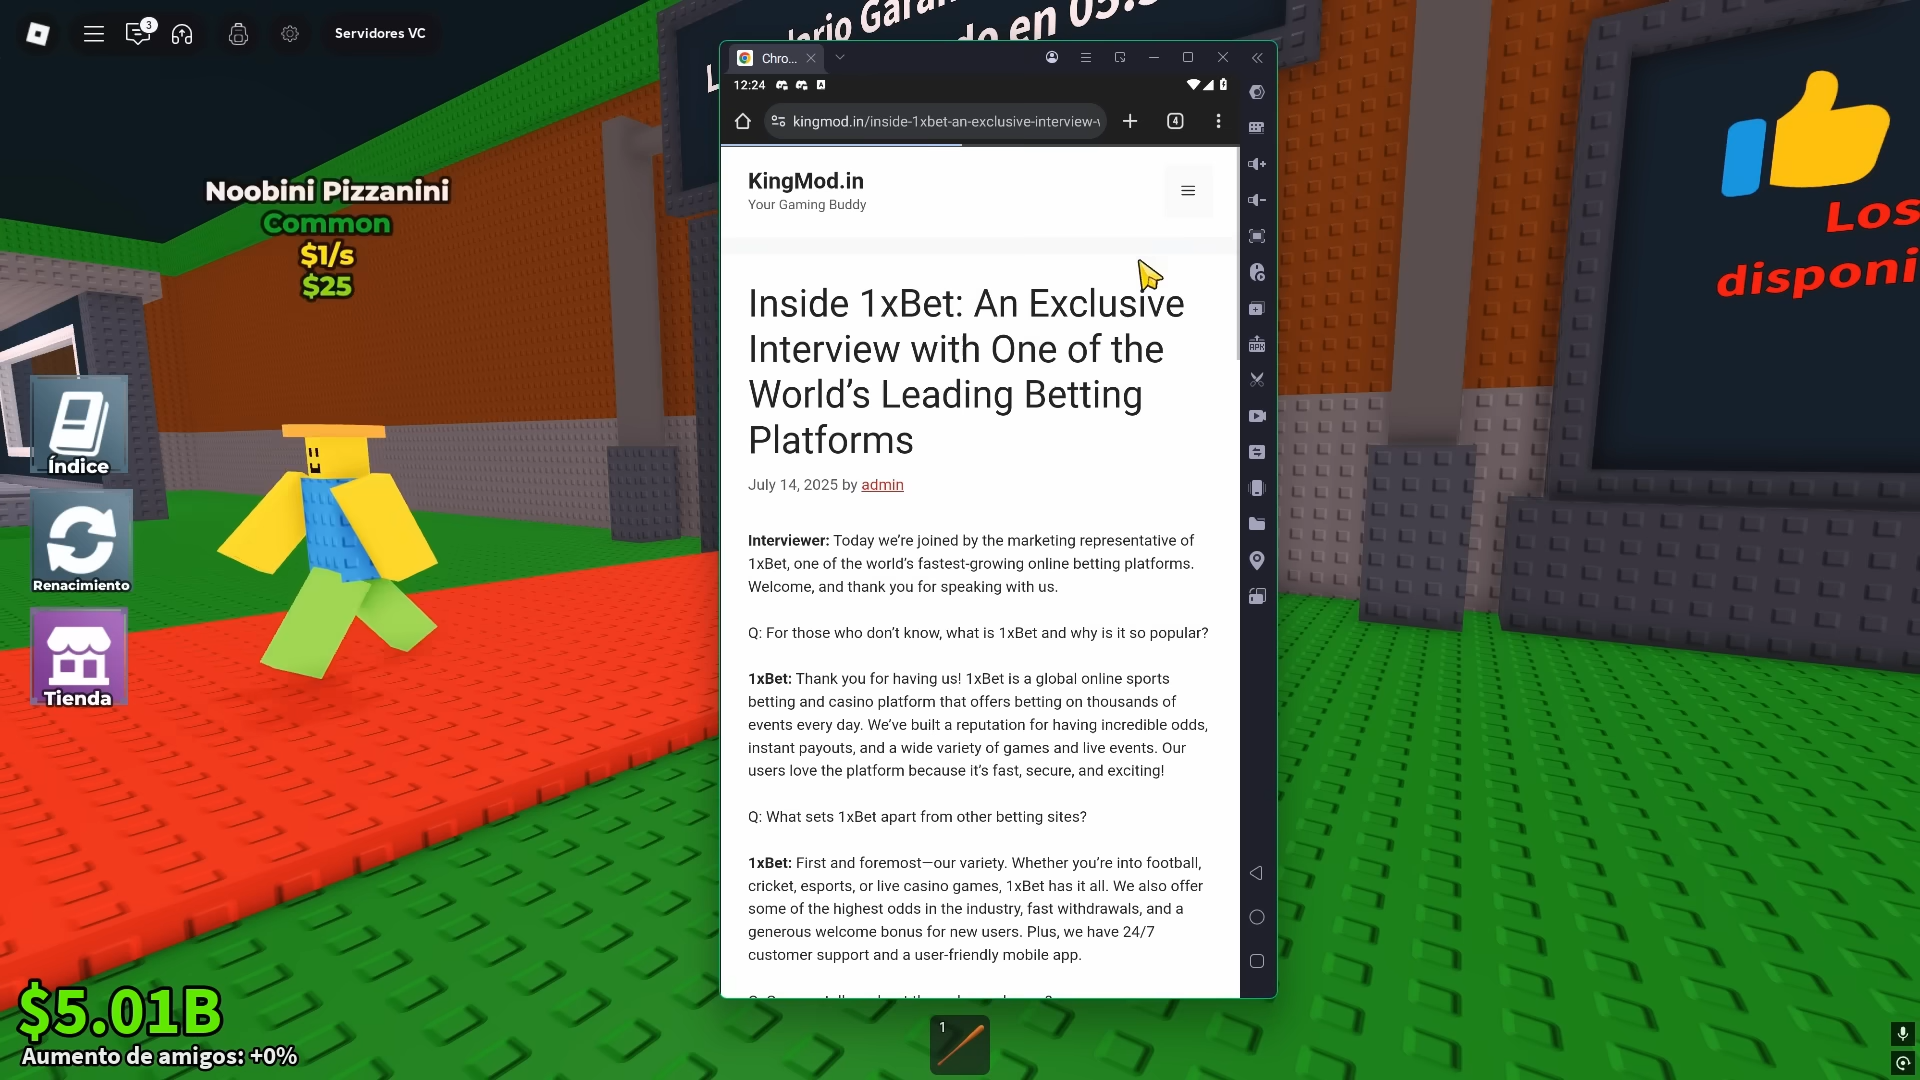 3
Servidores VC
Noobini Pizzanini
Common
$1/s
$25
Índice
Renacimiento
Tienda
$5.01B
Aumento de amigos: +0%
1
Chro...
12:24
kingmod.in/inside-1xbet-an-exclusive-interview-
4
KingMod.in
Your Gaming Buddy
Inside 1xBet: An Exclusive
Interview with One of the
World’s Leading Betting
Platforms
July 14, 2025 by admin
Interviewer: Today we’re joined by the marketing representative of
1xBet, one of the world’s fastest-growing online betting platforms.
Welcome, and thank you for speaking with us.
Q: For those who don’t know, what is 1xBet and why is it so popular?
1xBet: Thank you for having us! 1xBet is a global online sports
betting and casino platform that offers betting on thousands of
events every day. We’ve built a reputation for having incredible odds,
instant payouts, and a wide variety of games and live events. Our
users love the platform because it’s fast, secure, and exciting!
Q: What sets 1xBet apart from other betting sites?
1xBet: First and foremost—our variety. Whether you’re into football,
cricket, esports, or live casino games, 1xBet has it all. We also offer
some of the highest odds in the industry, fast withdrawals, and a
generous welcome bonus for new users. Plus, we have 24/7
customer support and a user-friendly mobile app.
Los
disponi